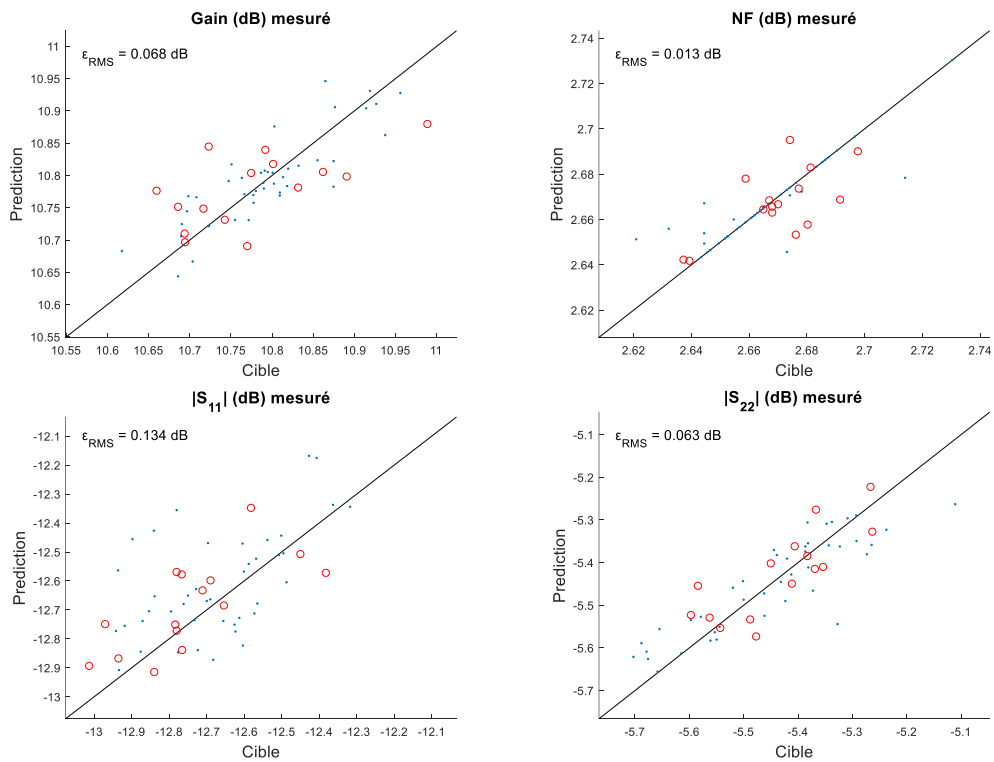 Gain (dB) mesuré
ε_RMS = 0.068 dB
11
10.95
10.9
10.85
10.8
10.75
10.7
10.65
10.6
10.55
Prediction
10.55 10.6 10.65 10.7 10.75 10.8 10.85 10.9 10.95 11
Cible
NF (dB) mesuré
ε_RMS = 0.013 dB
2.74
2.72
2.7
2.68
2.66
2.64
2.62
Prediction
2.62 2.64 2.66 2.68 2.7 2.72 2.74
Cible
|S_11| (dB) mesuré
ε_RMS = 0.134 dB
-12.1
-12.2
-12.3
-12.4
-12.5
-12.6
-12.7
-12.8
-12.9
-13
Prediction
-13 -12.9 -12.8 -12.7 -12.6 -12.5 -12.4 -12.3 -12.2 -12.1
Cible
|S_22| (dB) mesuré
ε_RMS = 0.063 dB
-5.1
-5.2
-5.3
-5.4
-5.5
-5.6
-5.7
Prediction
-5.7 -5.6 -5.5 -5.4 -5.3 -5.2 -5.1
Cible